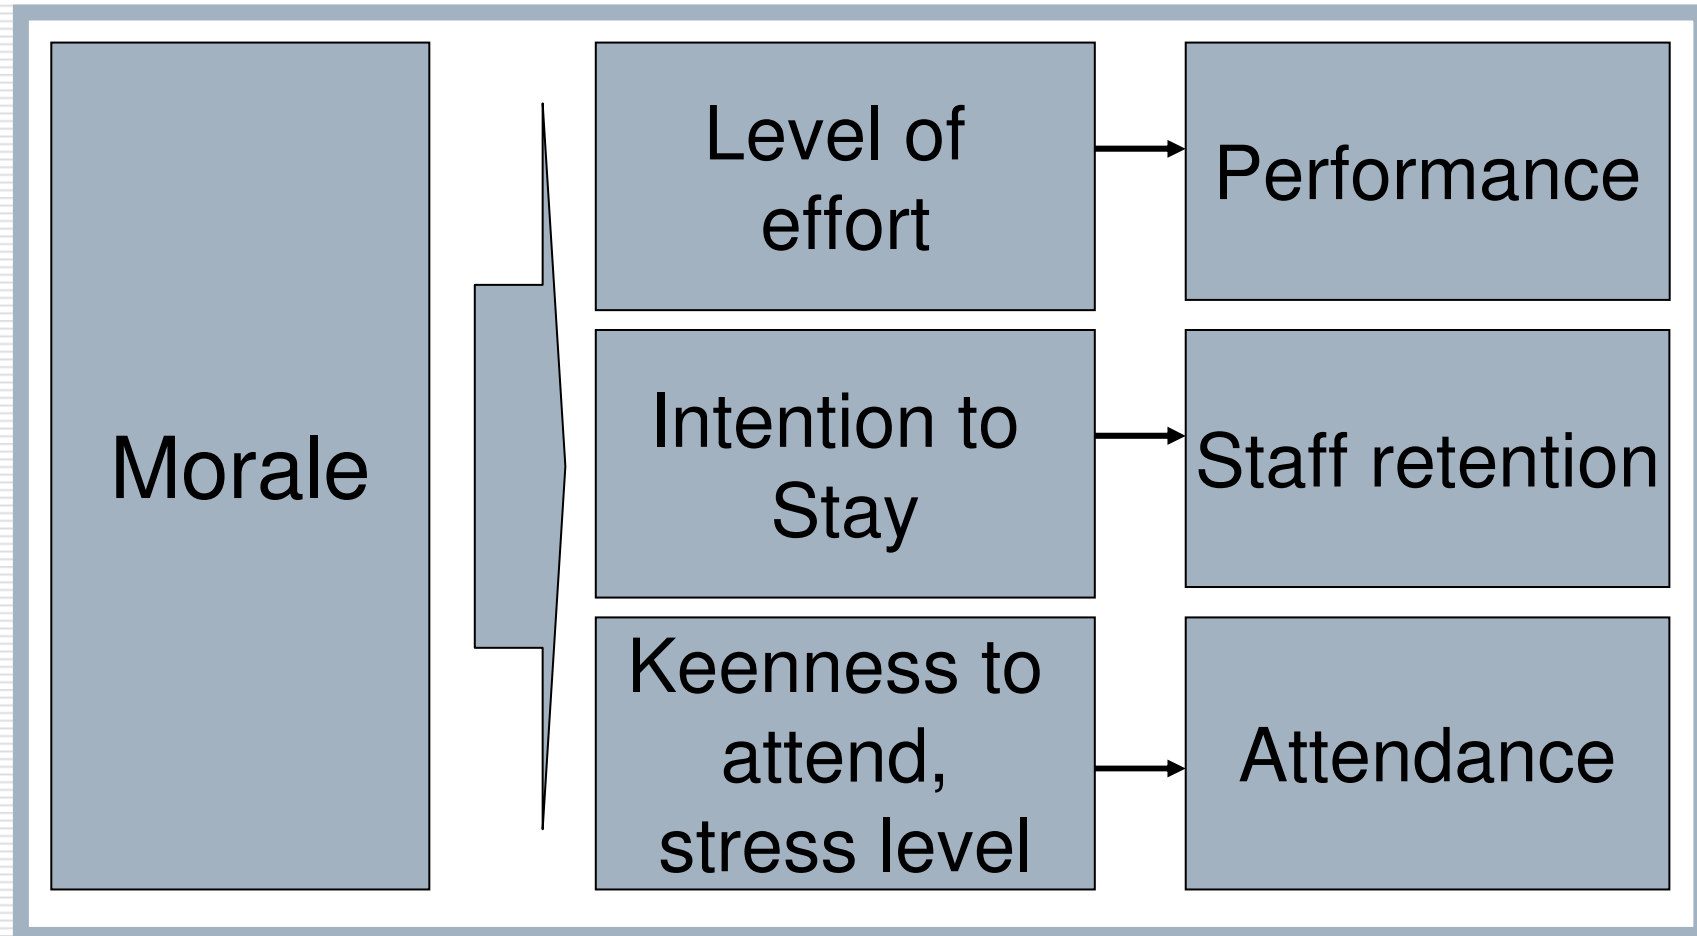 Morale
Level of
effort
Performance
Intention to
Stay
Staff retention
Keenness to
attend,
stress level
Attendance